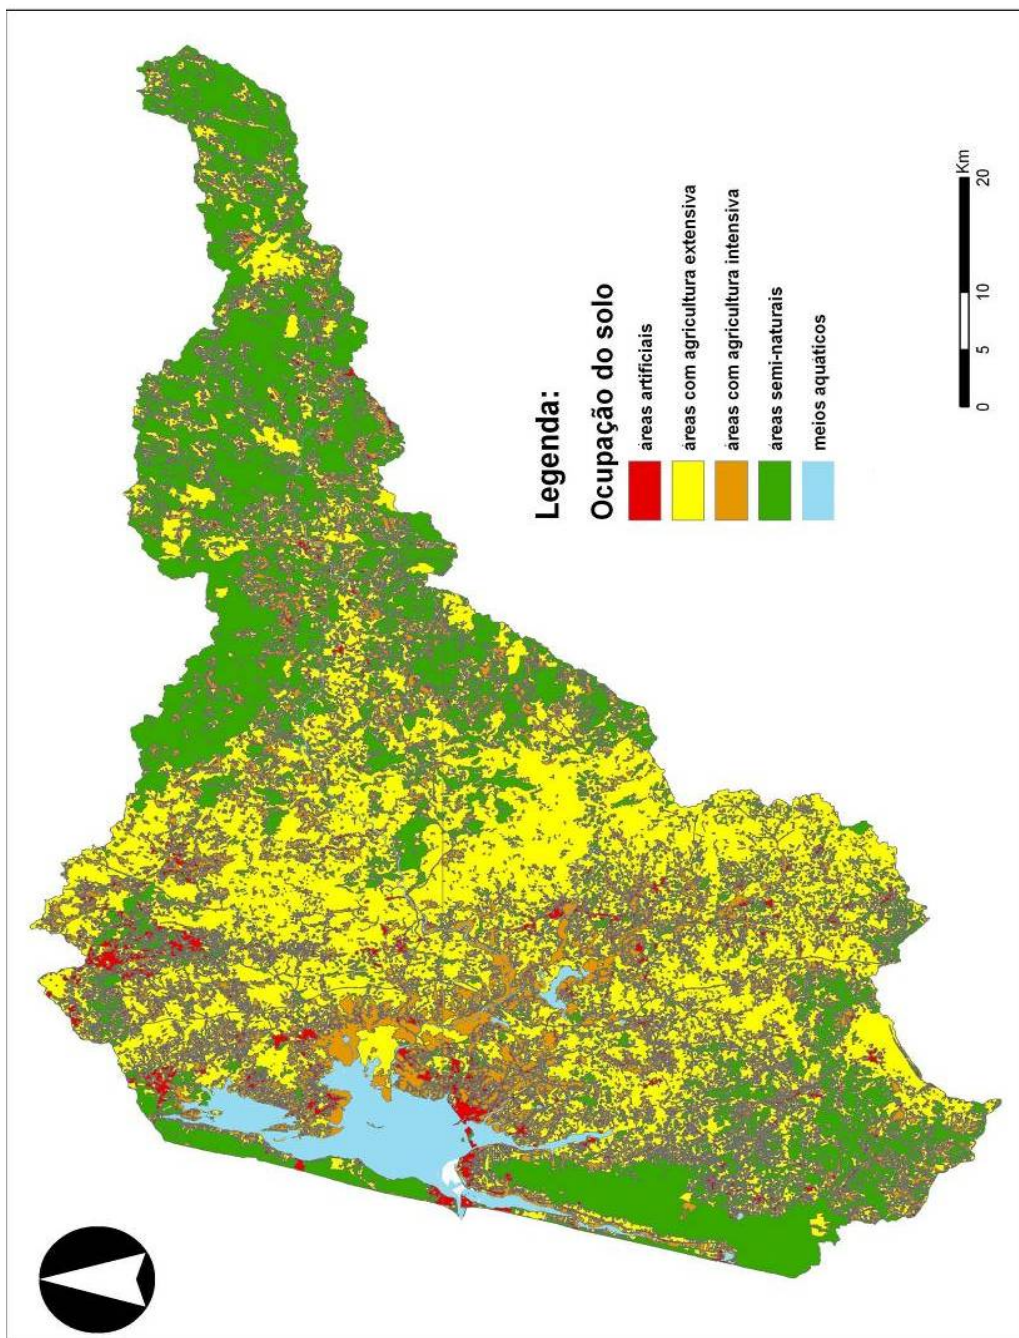 Legenda:
Ocupação do solo
áreas artificiais
áreas com agricultura extensiva
áreas com agricultura intensiva
áreas semi-naturais
meios aquáticos
0 5 10 20
Km